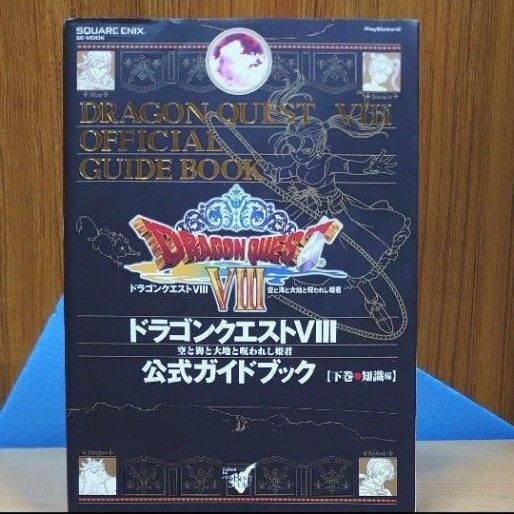 SQUARE ENIX.
SE-MOOK
PlayStation2
DRAGON QUEST VIII
OFFICIAL
GUIDE BOOK
DRAGON QUEST
VIII
ドラゴンクエストVIII
空と海と大地と呪われし姫君
ドラゴンクエストVIII
空と海と大地と呪われし姫君
公式ガイドブック【下巻●知識編】